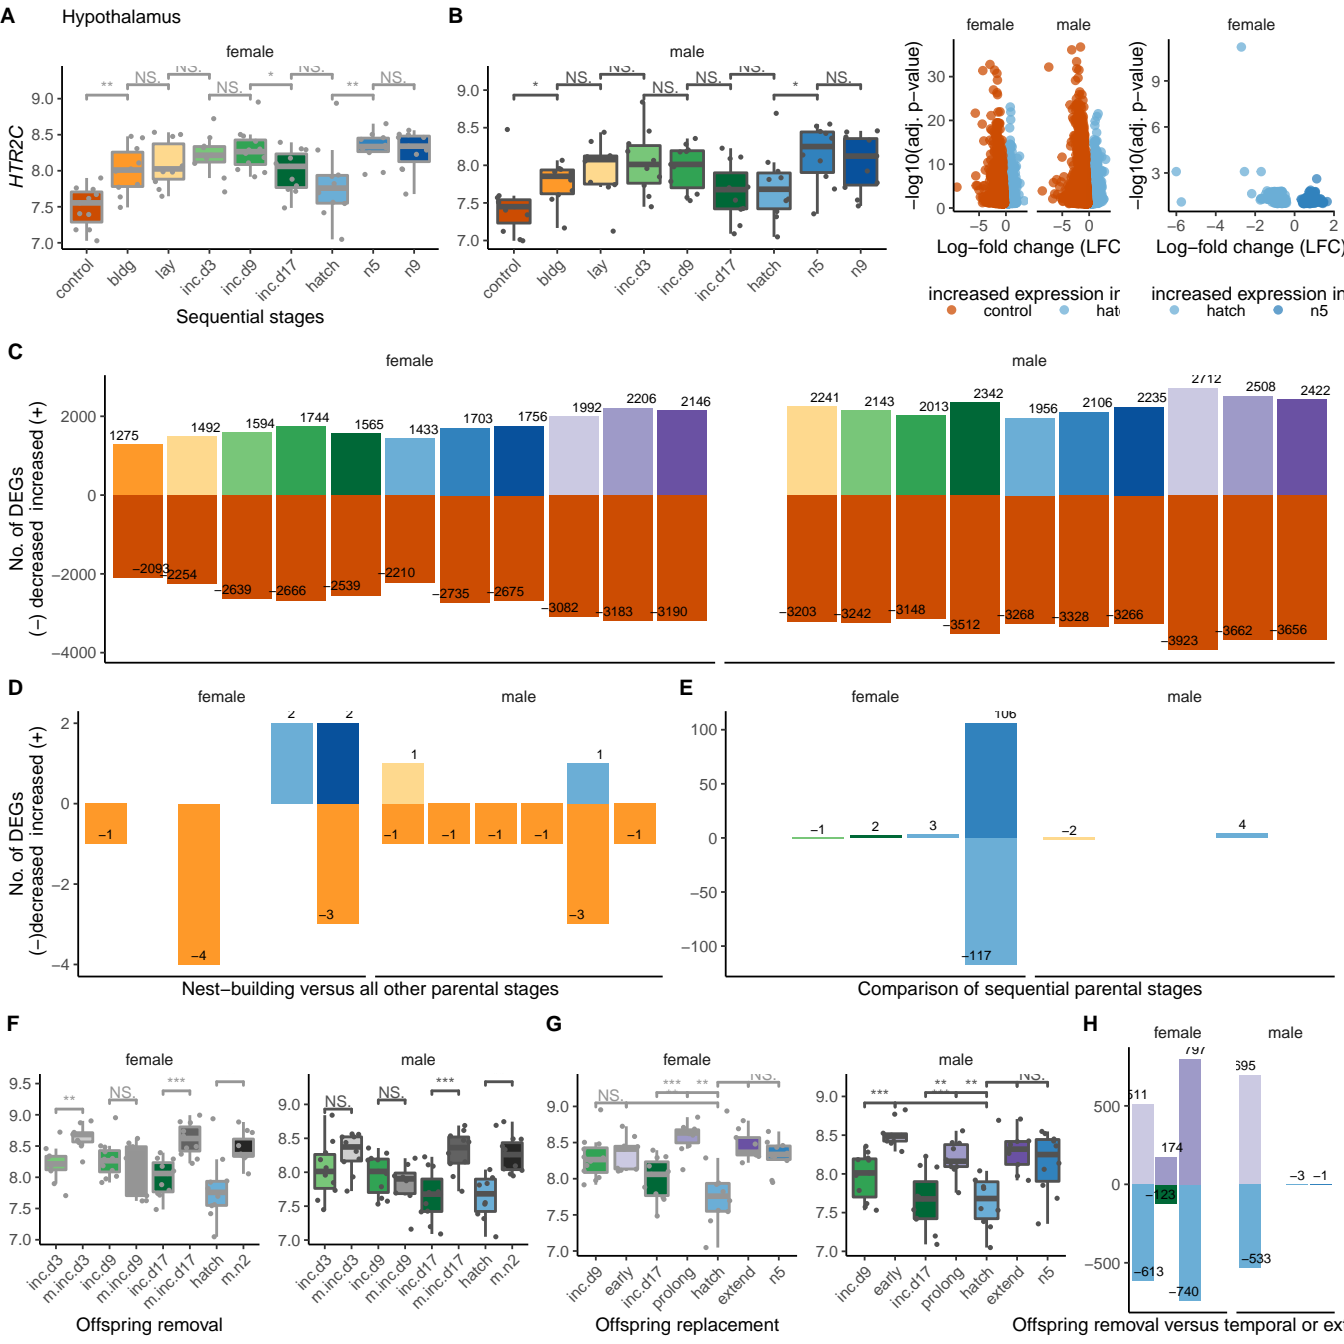 A Hypothalamus
female
HTR2C
9.0
8.5
8.0
7.5
7.0
** NS. NS. NS. * NS. ** NS.
control bldg lay inc.d3 inc.d9 inc.d17 hatch n5 n9
Sequential stages
B
male
9.0
8.5
8.0
7.5
7.0
* NS. NS. NS. NS. NS. * NS.
control bldg lay inc.d3 inc.d9 inc.d17 hatch n5 n9
female male
−log10(adj. p−value)
30
20
10
0
−5 0 −5 0
Log−fold change (LFC
increased expression in
control hat
female
−log10(adj. p−value)
9
6
3
−6 −4 −2 0 2
Log−fold change (LFC)
increased expression in
hatch n5
C
female male
No. of DEGs
(−) decreased increased (+)
2000
0
−2000
−4000
1275 1492 1594 1744 1565 1433 1703 1756 1992 2206 2146
−2093 −2254 −2639 −2666 −2539 −2210 −2735 −2675 −3082 −3183 −3190
2241 2143 2013 2342 1956 2106 2235 2712 2508 2422
−3203 −3242 −3148 −3512 −3268 −3328 −3266 −3923 −3662 −3656
D
female male
No. of DEGs
(−)decreased increased (+)
2
0
−2
−4
2 2
−1 −4 −3
1 1
−1 −1 −1 −1 −3 −1
Nest−building versus all other parental stages
E
female male
100
50
0
−50
−100
−1 2 3 106
−117
−2 4
Comparison of sequential parental stages
F
female
9.5
9.0
8.5
8.0
7.5
7.0
** NS. ***
inc.d3 m.inc.d3 inc.d9 m.inc.d9 inc.d17 m.inc.d17 hatch m.n2
male
9.0
8.5
8.0
7.5
7.0
NS. NS. ***
inc.d3 m.inc.d3 inc.d9 m.inc.d9 inc.d17 m.inc.d17 hatch m.n2
Offspring removal
G
female
9.0
8.5
8.0
7.5
7.0
NS. *** ** ** NS.
inc.d9 early inc.d17 prolong hatch extend n5
male
9.0
8.5
8.0
7.5
7.0
*** ** *** ** NS.
inc.d9 early inc.d17 prolong hatch extend n5
Offspring replacement
H
female male
500
0
−500
511 174 797
−613 −123 −740
695
−533 −3 −1
Offspring removal versus temporal or ex